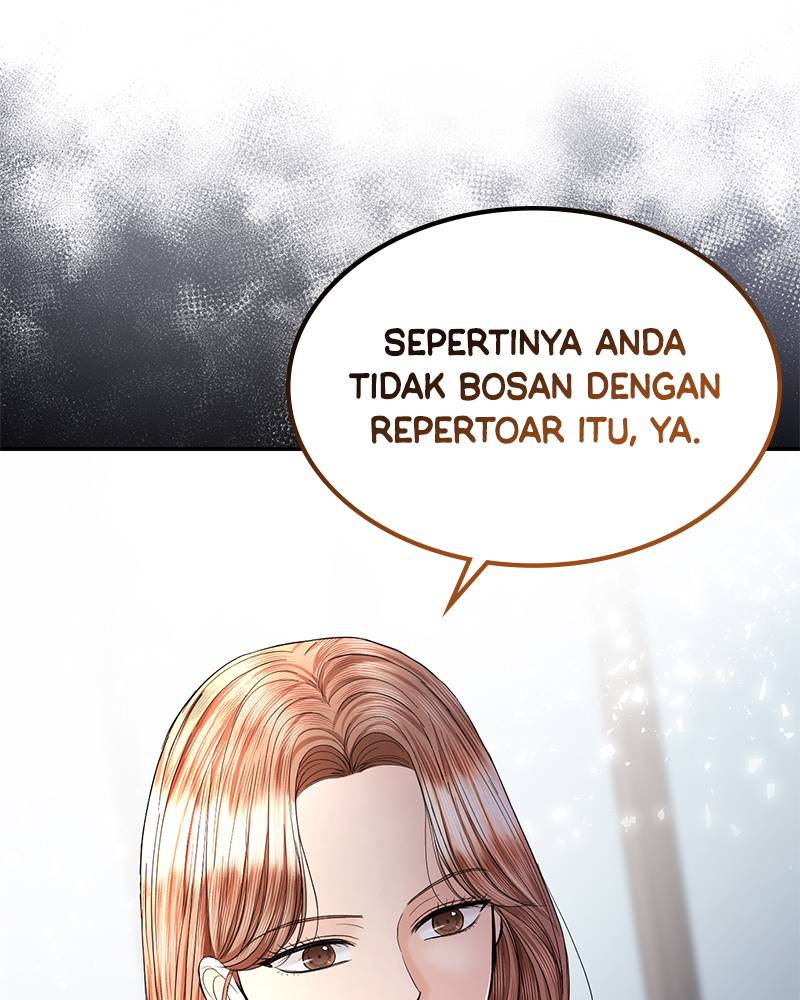 SEPERTINYA ANDA
TIDAK BOSAN DENGAN
REPERTOAR ITU, YA.